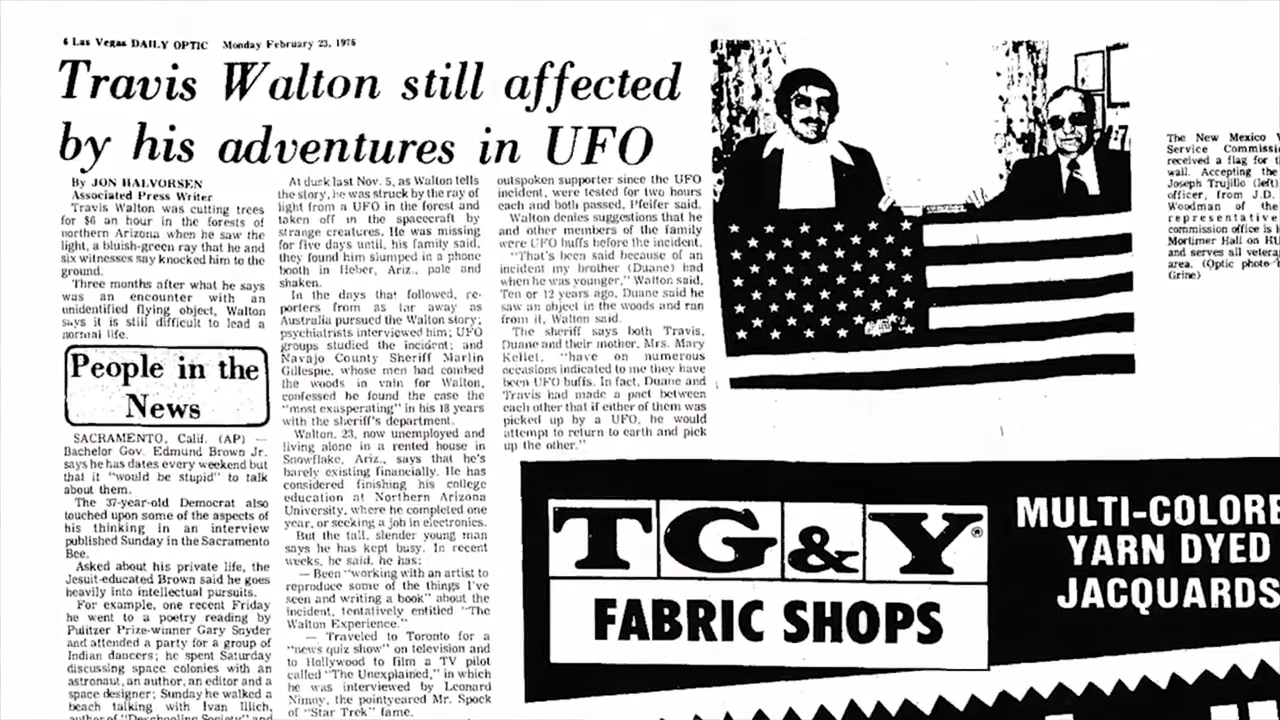 6 Las Vegas DAILY OPTIC Monday February 23, 1976
Travis Walton still affected
by his adventures in UFO
By JON HALVORSEN
Associated Press Writer
Travis Walton was cutting trees
for $6 an hour in the forests of
northern Arizona when he saw the
light, a bluish-green ray that he and
six witnesses say knocked him to the
ground.
Three months after what he says
was an encounter with an
unidentified flying object, Walton
says it is still difficult to lead a
normal life.
People in the
News
SACRAMENTO, Calif. (AP) —
Bachelor Gov. Edmund Brown Jr.
says he has dates every weekend but
that it "would be stupid" to talk
about them.
The 37-year-old Democrat also
touched upon some of the aspects of
his thinking in an interview
published Sunday in the Sacramento
Bee.
Asked about his private life, the
Jesuit-educated Brown said he goes
heavily into intellectual pursuits.
For example, one recent Friday
he went to a poetry reading by
Pulitzer Prize-winner Gary Snyder
and attended a party for a group of
Indian dancers; he spent Saturday
discussing space colonies with an
astronaut, an author, an editor and a
space designer; Sunday he walked a
beach talking with Ivan Illich,
author of "Deschooling Society" and
At dusk last Nov. 5, as Walton tells
the story, he was struck by the ray of
light from a UFO in the forest and
taken off in the spacecraft by
strange creatures. He was missing
for five days until, his family said,
they found him slumped in a phone
booth in Heber, Ariz., pale and
shaken.
In the days that followed, re-
porters from as far away as
Australia pursued the Walton story;
psychiatrists interviewed him; UFO
groups studied the incident; and
Navajo County Sheriff Marlin
Gillespie, whose men had combed
the woods in vain for Walton,
confessed he found the case the
"most exasperating" in his 18 years
with the sheriff's department.
Walton, 23, now unemployed and
living alone in a rented house in
Snowflake, Ariz., says that he's
barely existing financially. He has
considered finishing his college
education at Northern Arizona
University, where he completed one
year, or seeking a job in electronics.
But the tall, slender young man
says he has kept busy. In recent
weeks, he said, he has:
— Been "working with an artist to
reproduce some of the things I've
seen and writing a book" about the
incident, tentatively entitled "The
Walton Experience."
— Traveled to Toronto for a
"news quiz show" on television and
to Hollywood to film a TV pilot
called "The Unexplained," in which
he was interviewed by Leonard
Nimoy, the pointyeared Mr. Spock
of "Star Trek" fame.
outspoken supporter since the UFO
incident, were tested for two hours
each and both passed, Pfeifer said.
Walton denies suggestions that he
and other members of the family
were UFO buffs before the incident.
"That's been said because of an
incident my brother (Duane) had
when he was younger," Walton said.
Ten or 12 years ago, Duane said he
saw an object in the woods and ran
from it, Walton said.
The sheriff says both Travis,
Duane and their mother, Mrs. Mary
Kellet, "have on numerous
occasions indicated to me they have
been UFO buffs. In fact, Duane and
Travis had made a pact between
each other that if either of them was
picked up by a UFO, he would
attempt to return to earth and pick
up the other."
The New Mexico
Service Commissi
received a flag for
wall. Accepting the
Joseph Trujillo (left)
officer, from J.D.
Woodman of the
representative
commission office is
Mortimer Hall on
and serves all vetera
area. (Optic photo
Grine)
TG&Y®
FABRIC SHOPS
MULTI-COLORE
YARN DYED
JACQUARDS